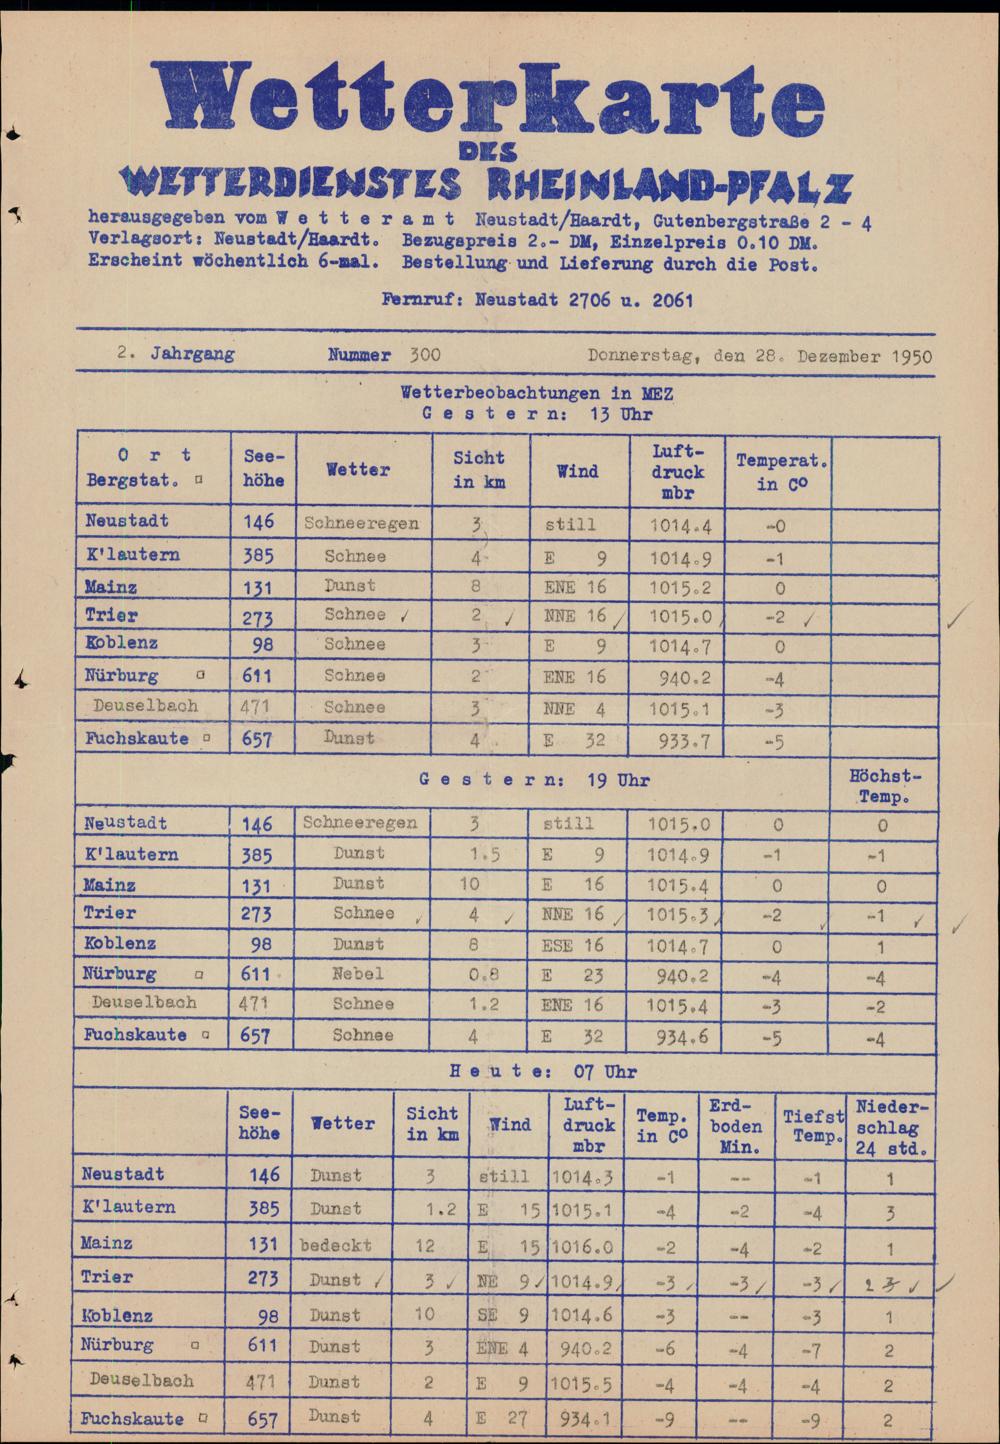 Wetterkarte
DES
WETTERDIENSTES RHEINLAND-PFALZ
herausgegeben vom W e t t e r a m t Neustadt/Haardt, Gutenbergstraße 2 - 4
Verlagsort: Neustadt/Haardt. Bezugspreis 2.- DM, Einzelpreis 0.10 DM.
Erscheint wöchentlich 6-mal. Bestellung und Lieferung durch die Post.
Fernruf: Neustadt 2706 u. 2061
2. Jahrgang Nummer 300 Donnerstag, den 28. Dezember 1950
Wetterbeobachtungen in MEZ
G e s t e r n: 13 Uhr
O r t Bergstat. ¤ See-höhe Wetter Sicht in km Wind Luft-druck mbr Temperat. in C°
Neustadt 146 Schneeregen 3 still 1014.4 -0
K'lautern 385 Schnee 4 E 9 1014.9 -1
Mainz 131 Dunst 8 ENE 16 1015.2 0
Trier 273 Schnee ✓ 2 ✓ NNE 16 ✓ 1015.0 ✓ -2 ✓ ✓
Koblenz 98 Schnee 3 E 9 1014.7 0
Nürburg ¤ 611 Schnee 2 ENE 16 940.2 -4
Deuselbach 471 Schnee 3 NNE 4 1015.1 -3
Fuchskaute ¤ 657 Dunst 4 E 32 933.7 -5
G e s t e r n: 19 Uhr Höchst-Temp.
Neustadt 146 Schneeregen 3 still 1015.0 0 0
K'lautern 385 Dunst 1.5 E 9 1014.9 -1 -1
Mainz 131 Dunst 10 E 16 1015.4 0 0
Trier 273 Schnee ✓ 4 ✓ NNE 16 ✓ 1015.3 ✓ -2 ✓ -1 ✓ ✓
Koblenz 98 Dunst 8 ESE 16 1014.7 0 1
Nürburg ¤ 611 Nebel 0.8 E 23 940.2 -4 -4
Deuselbach 471 Schnee 1.2 ENE 16 1015.4 -3 -2
Fuchskaute ¤ 657 Schnee 4 E 32 934.6 -5 -4
H e u t e: 07 Uhr
See-höhe Wetter Sicht in km Wind Luft-druck mbr Temp. in C° Erd-boden Min. Tiefst Temp. Nieder-schlag 24 std.
Neustadt 146 Dunst 3 still 1014.3 -1 -- -1 1
K'lautern 385 Dunst 1.2 E 15 1015.1 -4 -2 -4 3
Mainz 131 bedeckt 12 E 15 1016.0 -2 -4 -2 1
Trier 273 Dunst ✓ 3 ✓ NE 9 ✓ 1014.9 ✓ -3 ✓ -3 ✓ -3 ✓ 2 3 ✓ ✓
Koblenz 98 Dunst 10 SE 9 1014.6 -3 -- -3 1
Nürburg ¤ 611 Dunst 3 ENE 4 940.2 -6 -4 -7 2
Deuselbach 471 Dunst 2 E 9 1015.5 -4 -4 -4 2
Fuchskaute ¤ 657 Dunst 4 E 27 934.1 -9 -- -9 2